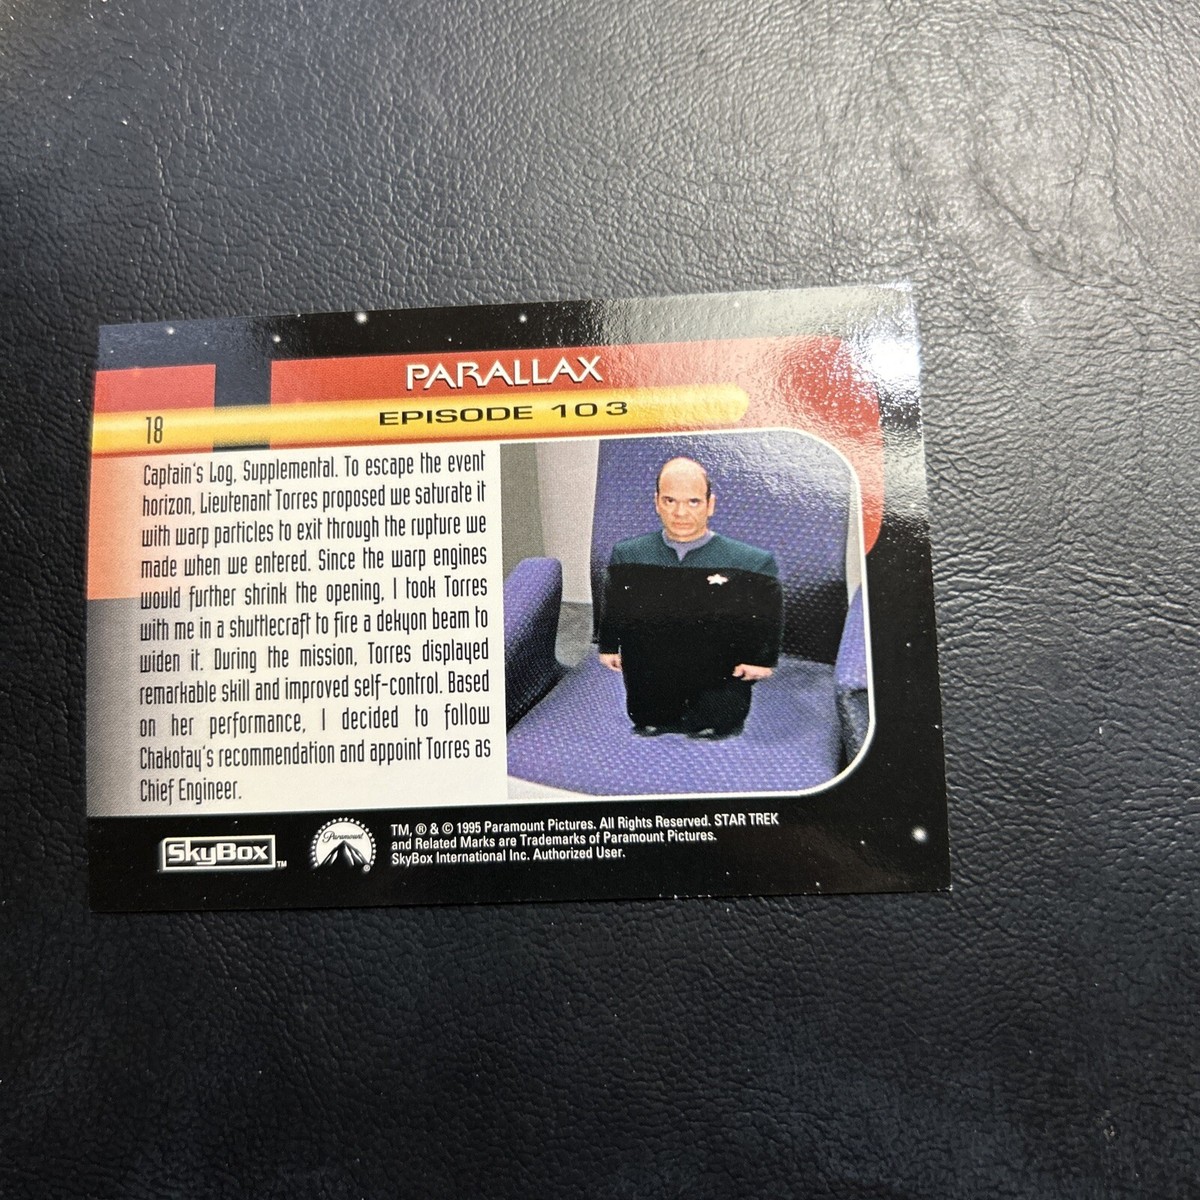 PARALLAX
EPISODE 103
18
Captain's Log, Supplemental. To escape the event
horizon, Lieutenant Torres proposed we saturate it
with warp particles to exit through the rupture we
made when we entered. Since the warp engines
would further shrink the opening, I took Torres
with me in a shuttlecraft to fire a dekyon beam to
widen it. During the mission, Torres displayed
remarkable skill and improved self-control. Based
on her performance, I decided to follow
Chakotay's recommendation and appoint Torres as
Chief Engineer.
SkyBox™
Paramount
®
TM, ® & © 1995 Paramount Pictures. All Rights Reserved. STAR TREK
and Related Marks are Trademarks of Paramount Pictures.
SkyBox International Inc. Authorized User.